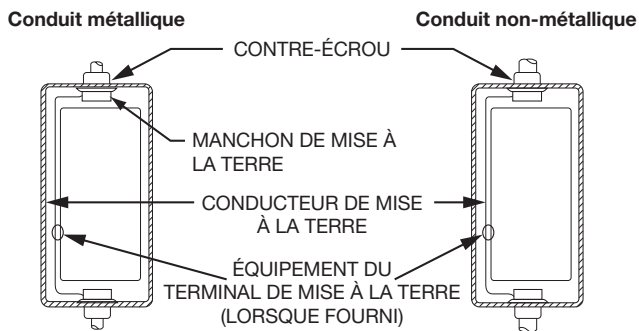 Conduit métallique
Conduit non-métallique
CONTRE-ÉCROU
MANCHON DE MISE À
LA TERRE
CONDUCTEUR DE MISE
À LA TERRE
ÉQUIPEMENT DU
TERMINAL DE MISE À LA TERRE
(LORSQUE FOURNI)